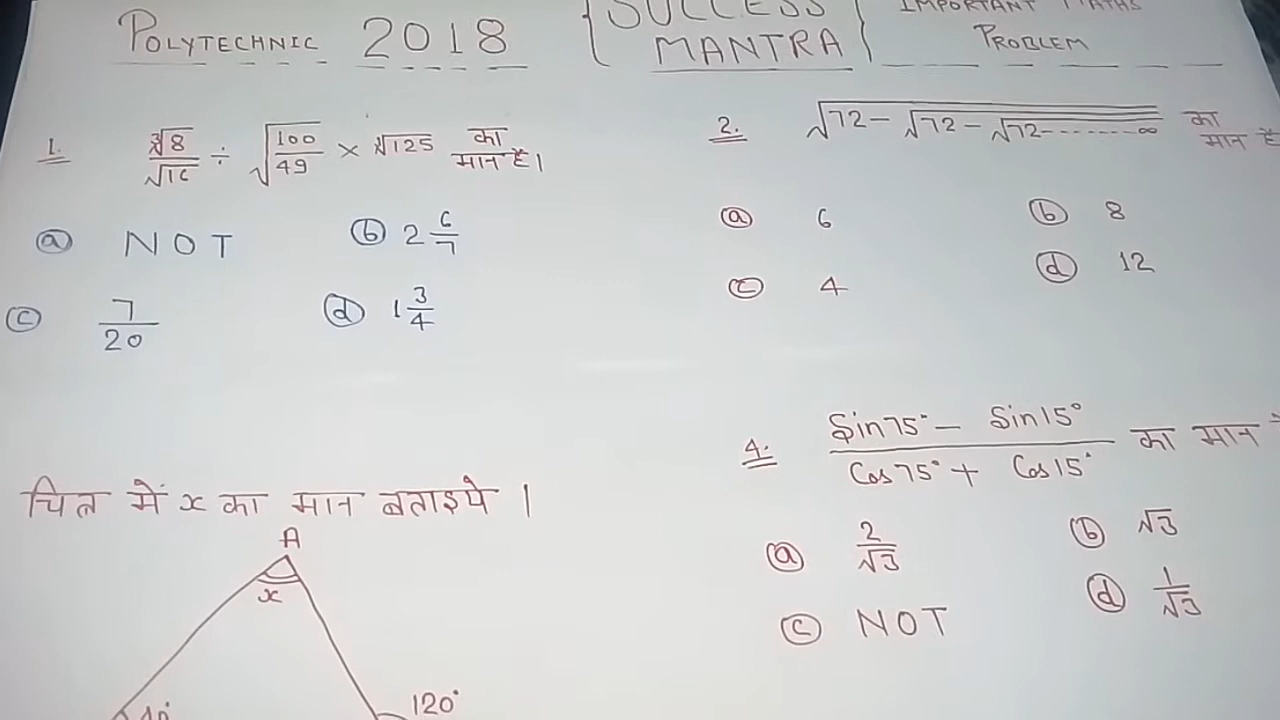 POLYTECHNIC 2018
SUCCESS
MANTRA
IMPORTANT MATHS
PROBLEM
1. ∛8/√16 ÷ √(100/49) × ∛125 का मान है।
ⓐ NOT ⓑ 2 6/7
ⓒ 7/20 ⓓ 1 3/4
2. √72-√72-√72-------∞ का मान है
ⓐ 6 ⓑ 8
ⓒ 4 ⓓ 12
चित्र में x का मान बताइये।
A
x
40° 120°
4. Sin75°- Sin15° / Cos75°+ Cos15° का मान है
ⓐ 2/√3 ⓑ √3
ⓒ NOT ⓓ 1/√3